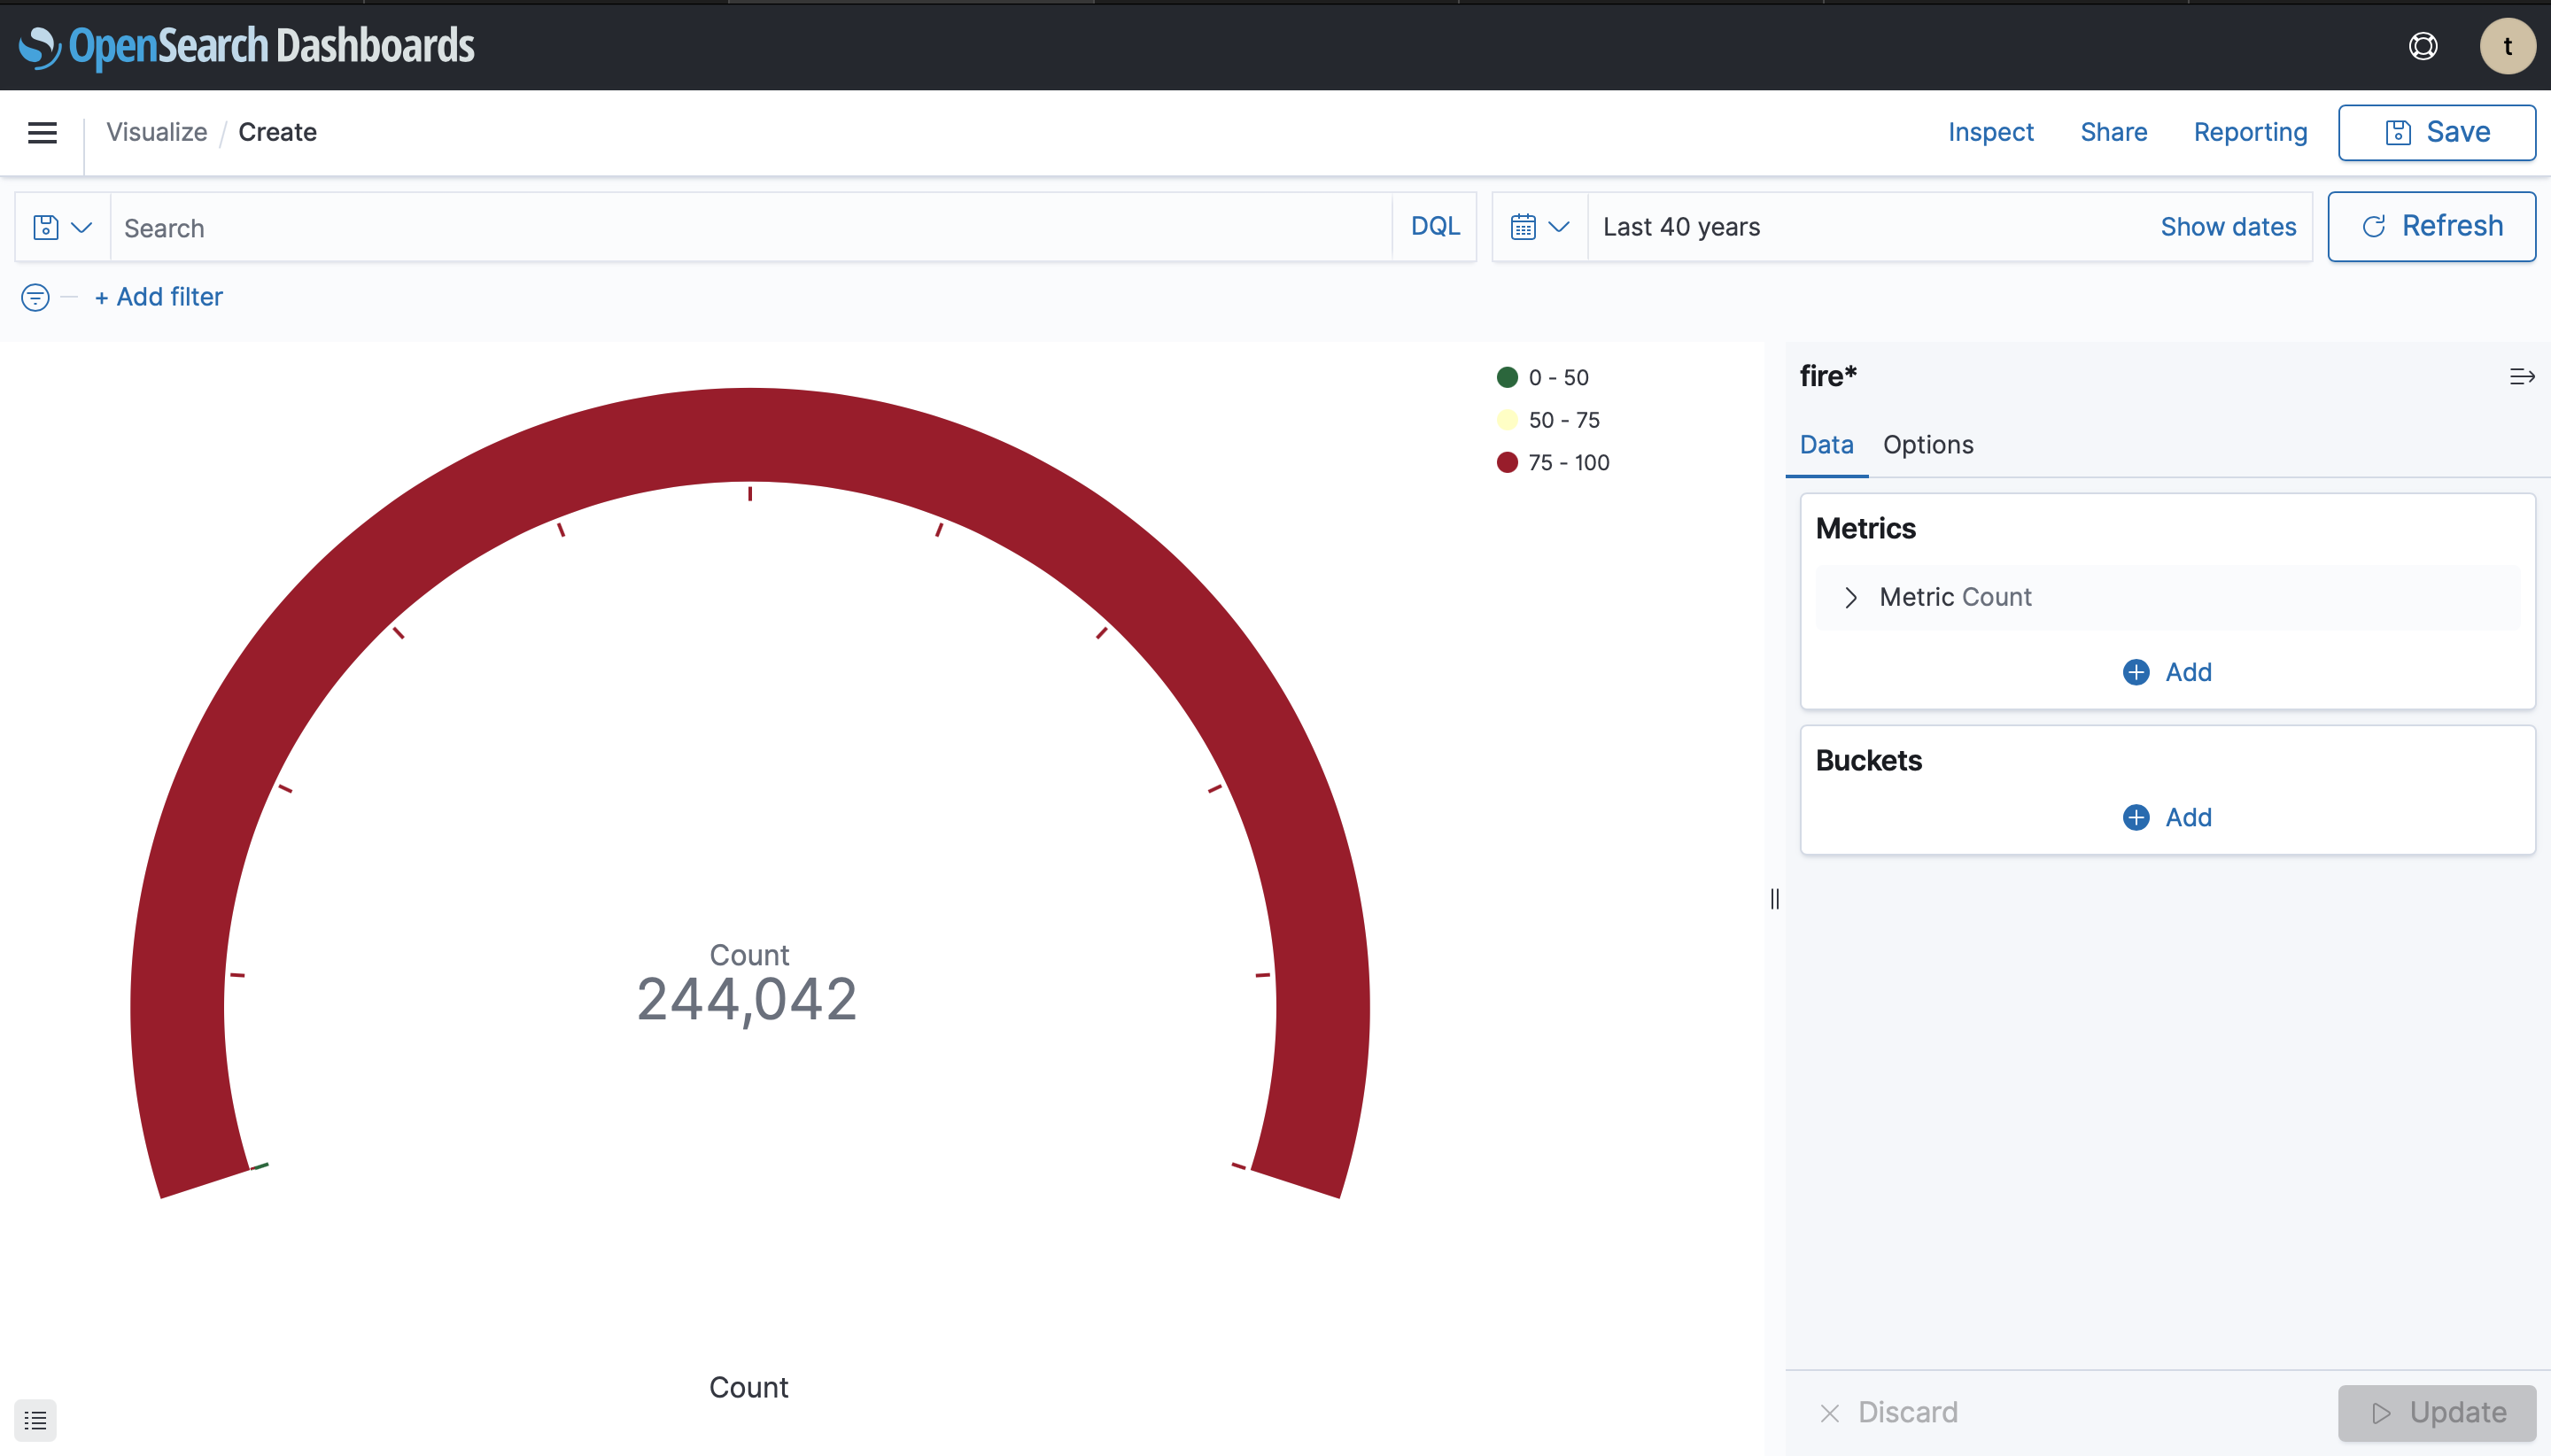 OpenSearch Dashboards
t
Visualize / Create
Inspect
Share
Reporting
Save
Search
DQL
Last 40 years
Show dates
Refresh
+ Add filter
0 - 50
50 - 75
75 - 100
Count
244,042
Count
fire*
Data
Options
Metrics
Metric Count
Add
Buckets
Add
Discard
Update